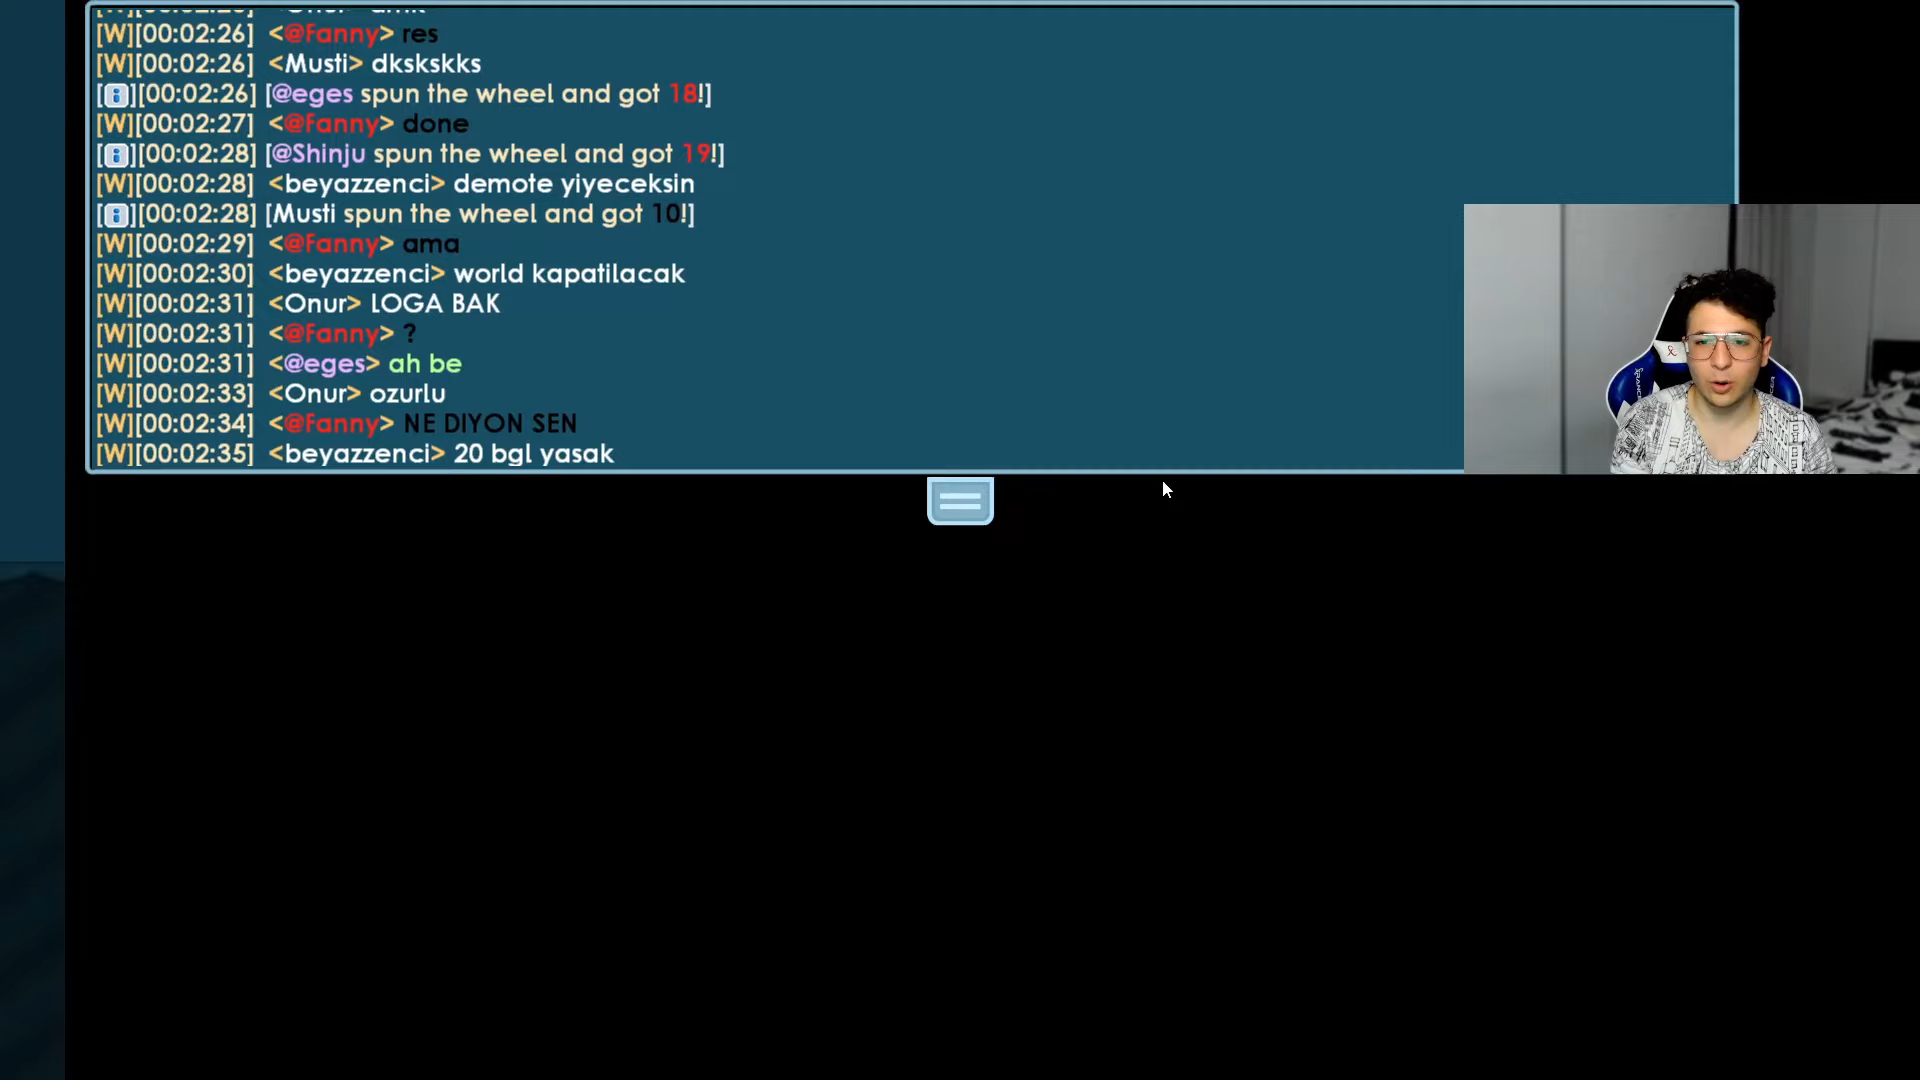 [W][00:02:26] <@Fanny> res
[W][00:02:26] <Musti> dkskskks
[i][00:02:26] [@eges spun the wheel and got 18!]
[W][00:02:27] <@Fanny> done
[i][00:02:28] [@Shinju spun the wheel and got 19!]
[W][00:02:28] <beyazzenci> demote yiyeceksin
[i][00:02:28] [Musti spun the wheel and got 10!]
[W][00:02:29] <@Fanny> ama
[W][00:02:30] <beyazzenci> world kapatilacak
[W][00:02:31] <Onur> LOGA BAK
[W][00:02:31] <@Fanny> ?
[W][00:02:31] <@eges> ah be
[W][00:02:33] <Onur> ozurlu
[W][00:02:34] <@Fanny> NE DIYON SEN
[W][00:02:35] <beyazzenci> 20 bgl yasak